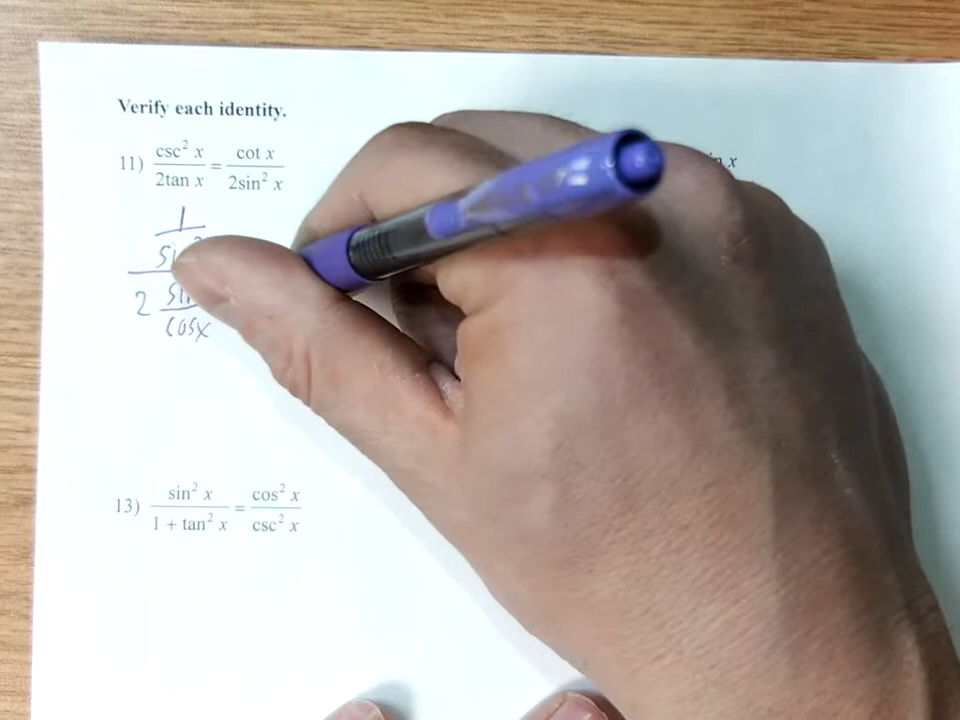 Verify each identity.
11) csc² x / 2tan x = cot x / 2sin² x
x
1
2
cosx
13) sin² x / 1 + tan² x = cos² x / csc² x